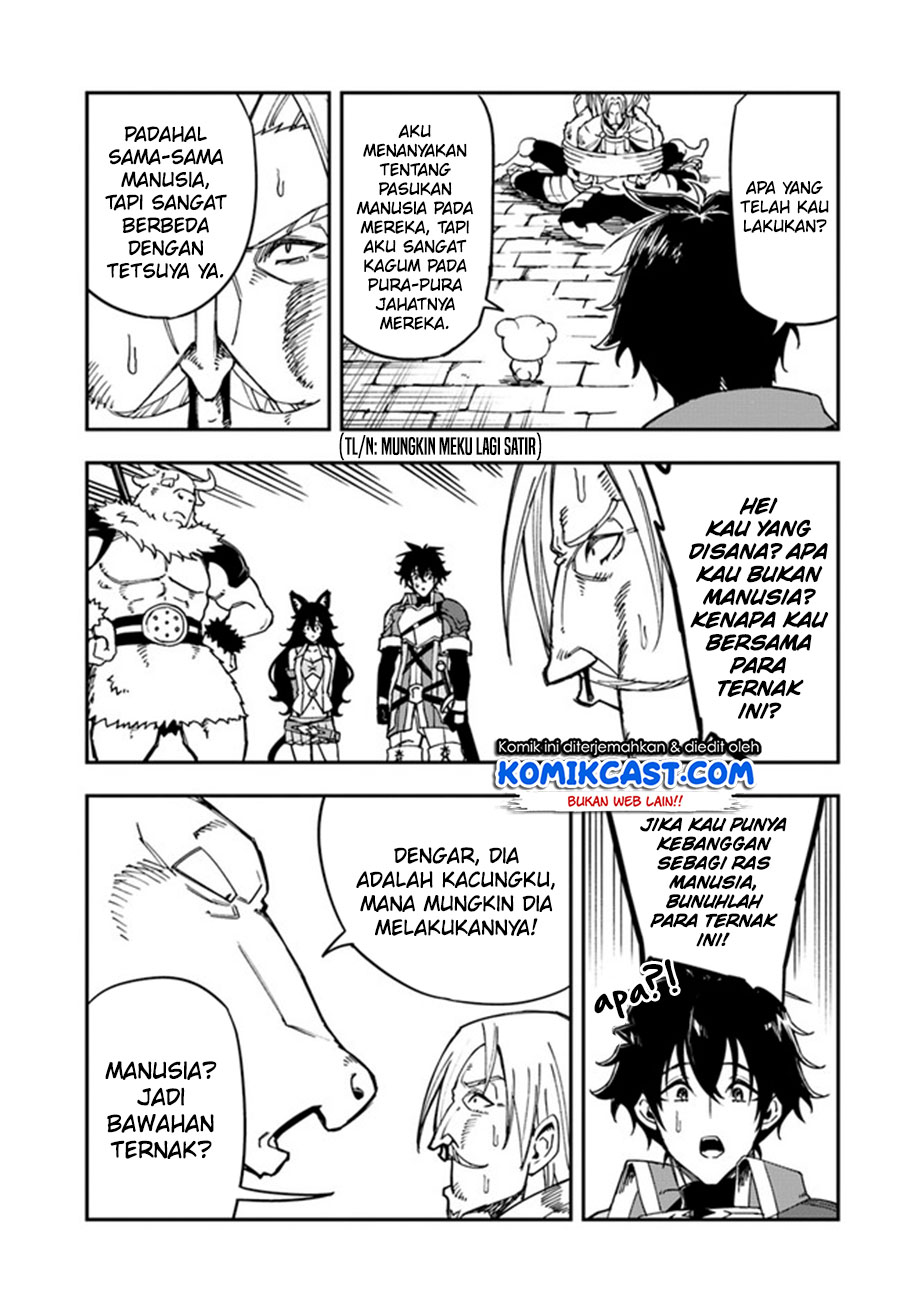 APA YANG
TELAH KAU
LAKUKAN?
AKU
MENANYAKAN
TENTANG
PASUKAN
MANUSIA PADA
MEREKA, TAPI
AKU SANGAT
KAGUM PADA
PURA-PURA
JAHATNYA
MEREKA.
PADAHAL
SAMA-SAMA
MANUSIA,
TAPI SANGAT
BERBEDA
DENGAN
TETSUYA YA.
(TL/N: MUNGKIN MEKU LAGI SATIR)
HEI
KAU YANG
DISANA? APA
KAU BUKAN
MANUSIA?
KENAPA KAU
BERSAMA
PARA
TERNAK
INI?
Komik ini diterjemahkan & diedit oleh
KOMIKCAST.COM
BUKAN WEB LAIN!!
JIKA KAU PUNYA
KEBANGGAN
SEBAGI RAS
MANUSIA,
BUNUHLAH
PARA TERNAK
INI!
apa?!
DENGAR, DIA
ADALAH KACUNGKU,
MANA MUNGKIN DIA
MELAKUKANNYA!
MANUSIA?
JADI
BAWAHAN
TERNAK?